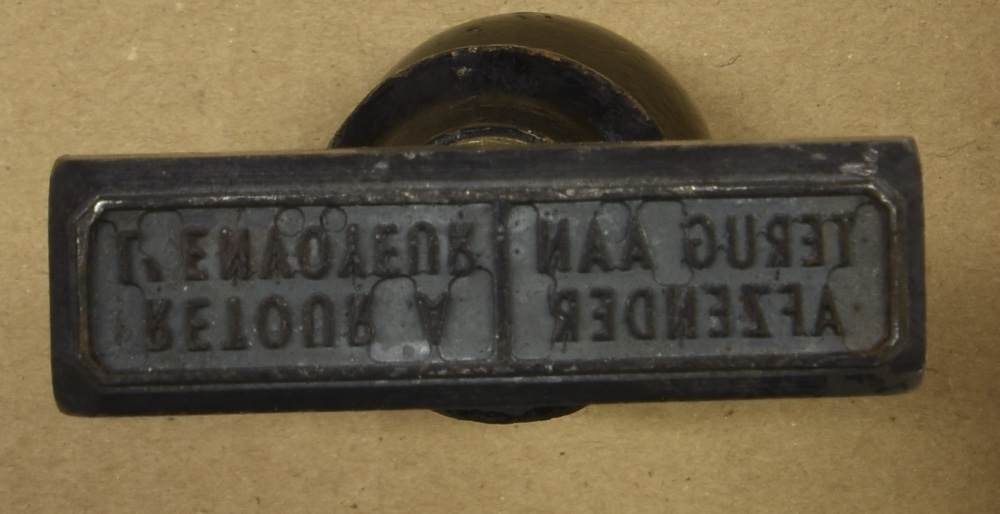 TERUG AAN
AFZENDER
RETOUR A
L'ENVOYEUR